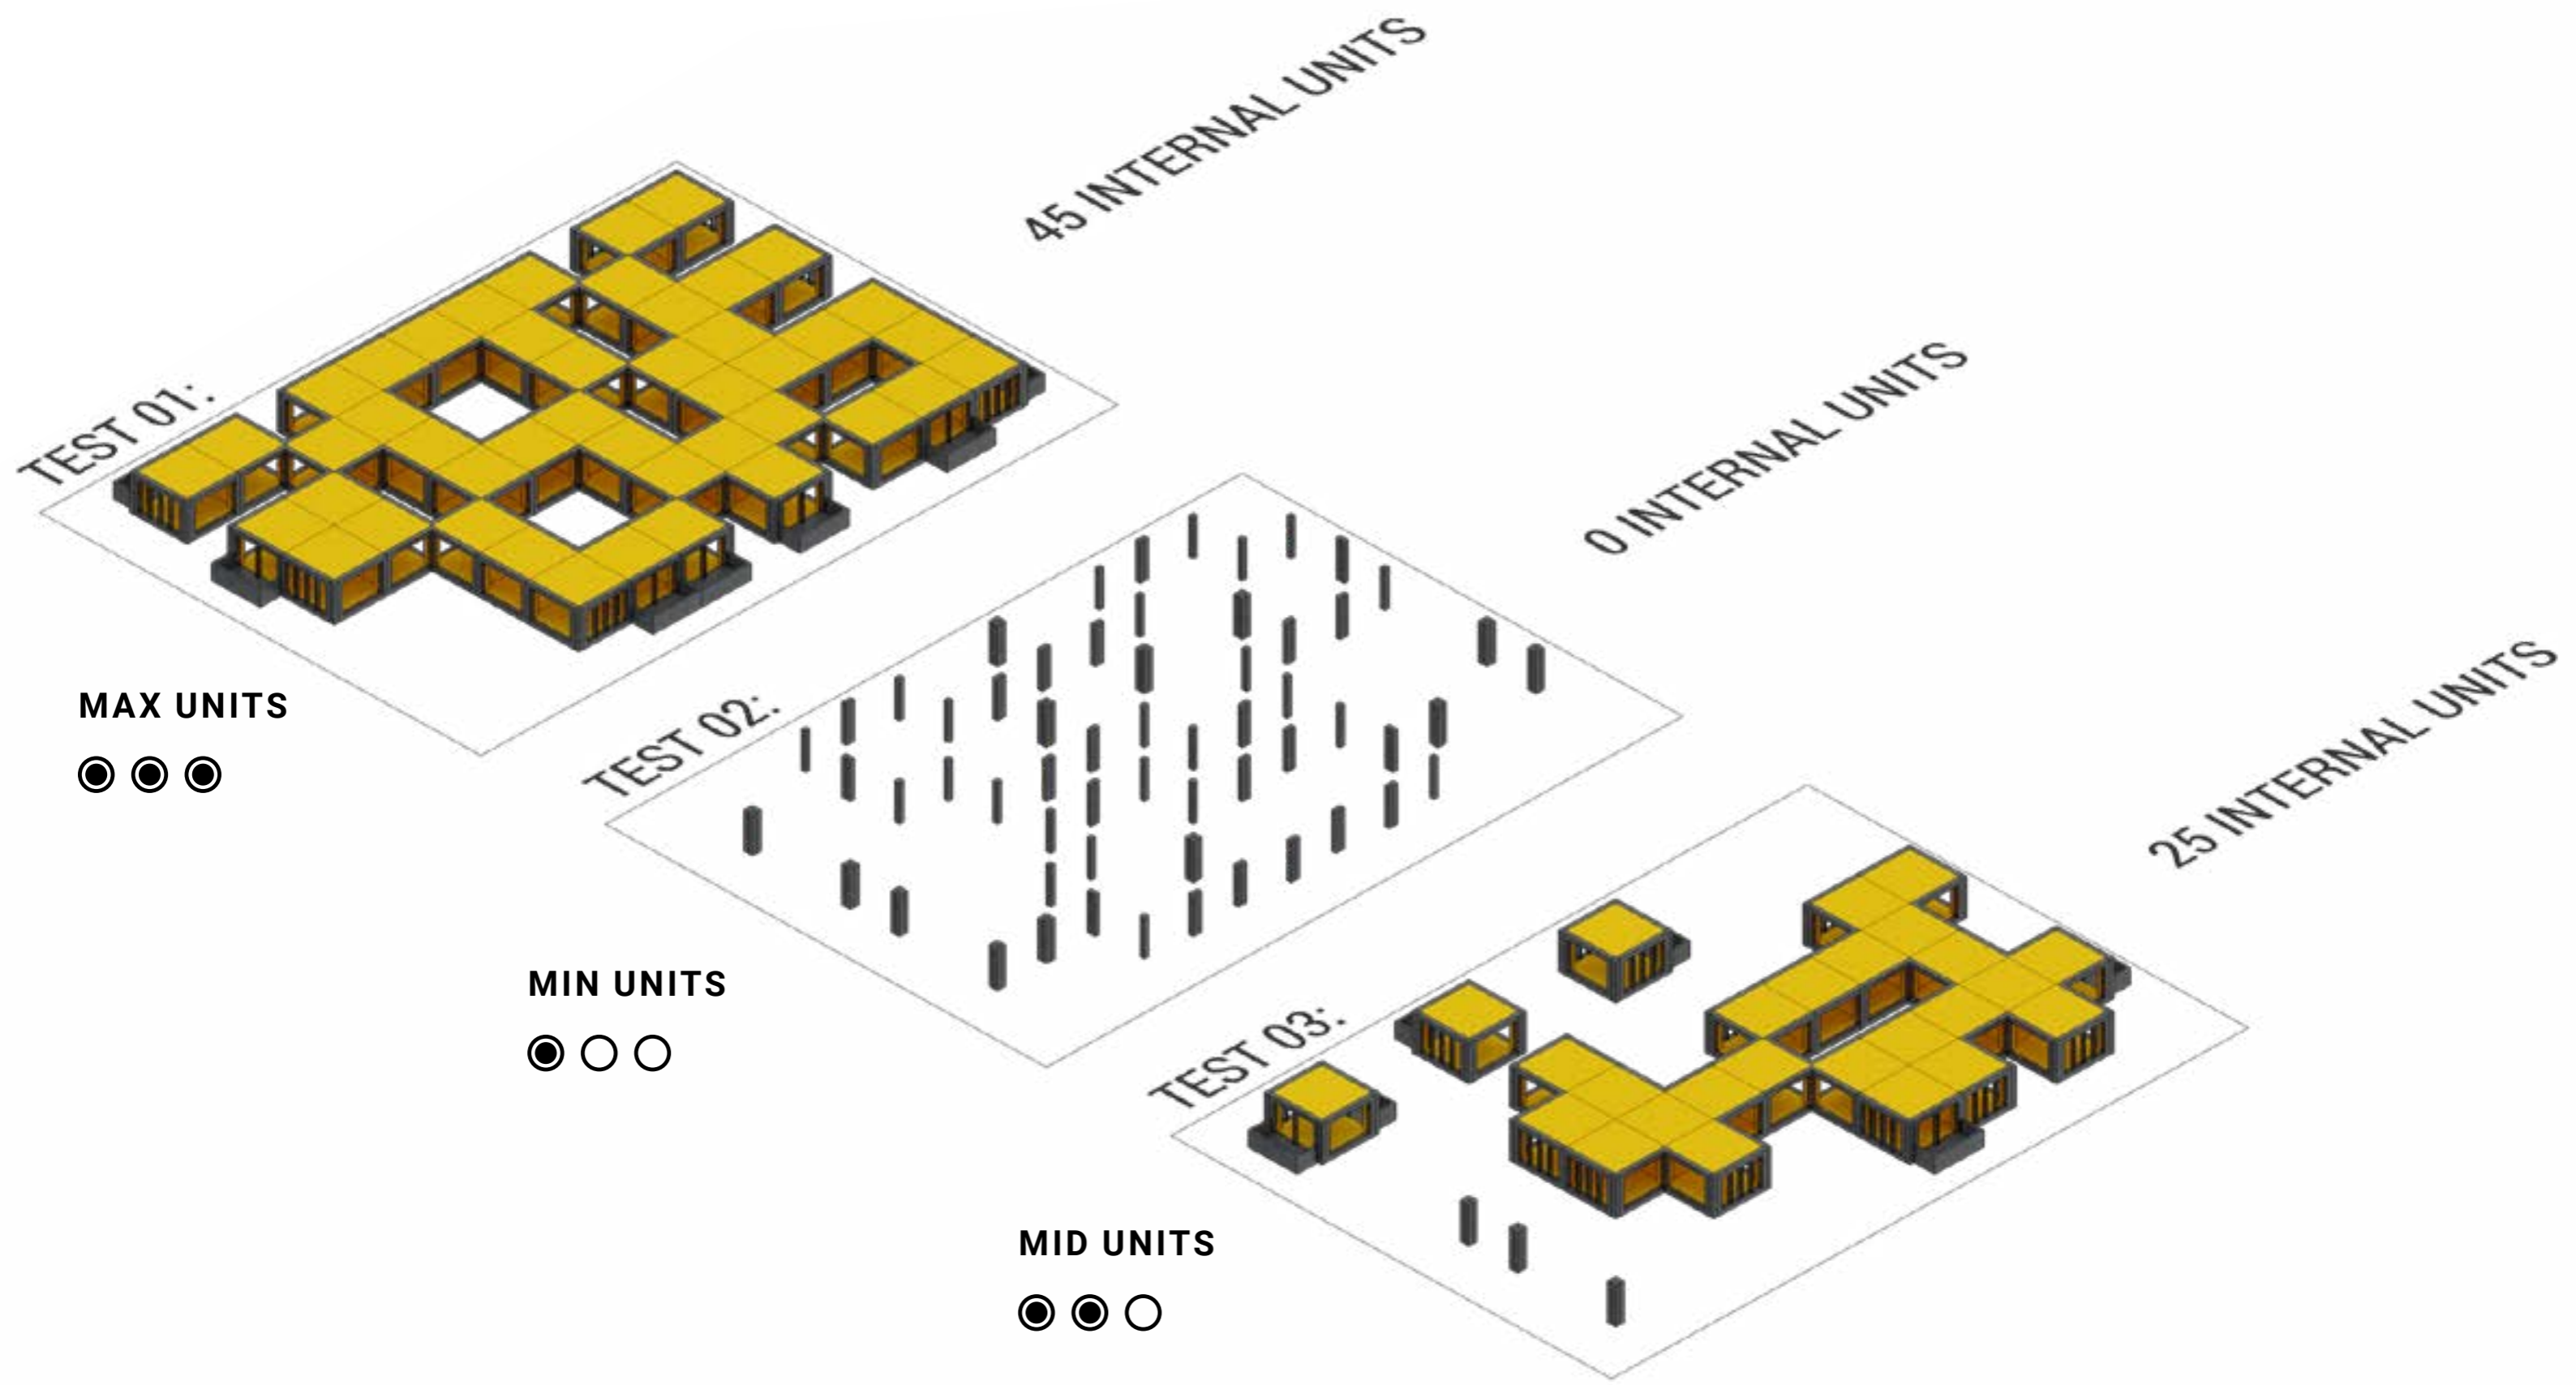 45 INTERNAL UNITS
TEST 01:
MAX UNITS
0 INTERNAL UNITS
TEST 02:
MIN UNITS
25 INTERNAL UNITS
TEST 03:
MID UNITS